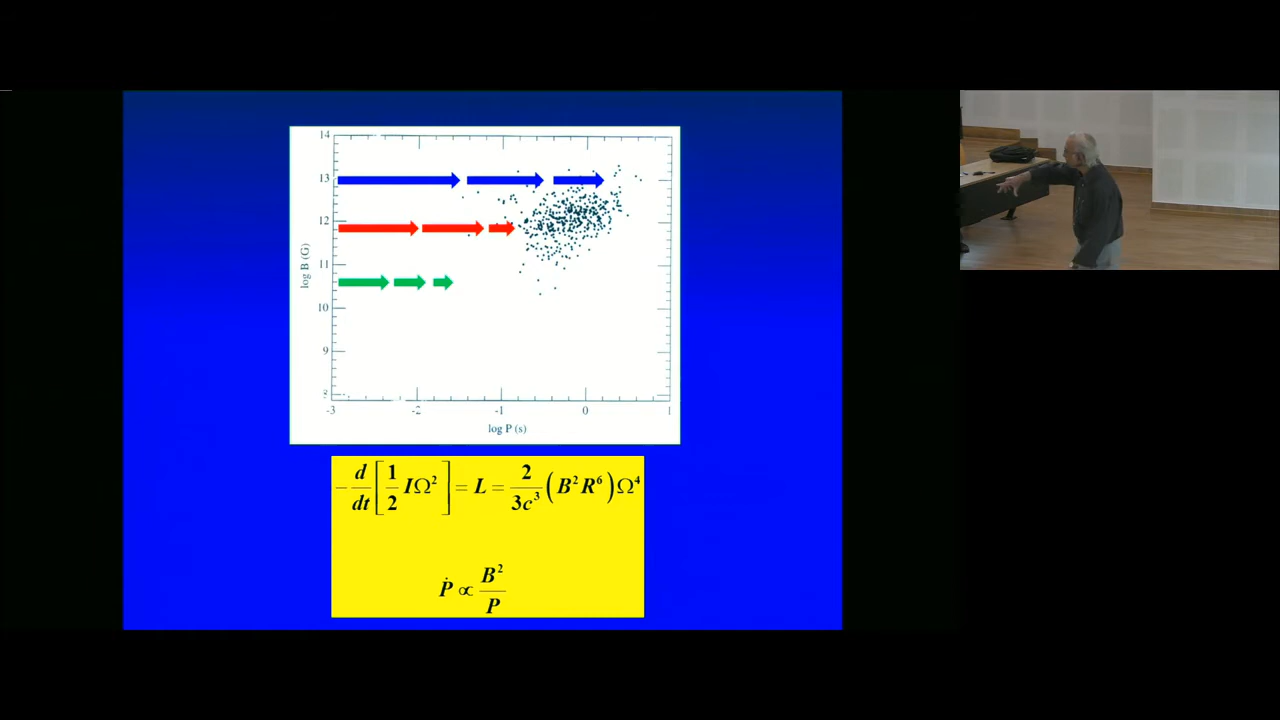 14
13
12
11
10
9
8
log B (G)
-3 -2 -1 0 1
log P (s)
- d/dt [1/2 IΩ²] = L = 2/3c³ (B²R⁶) Ω⁴
Ṗ ∝ B²/P